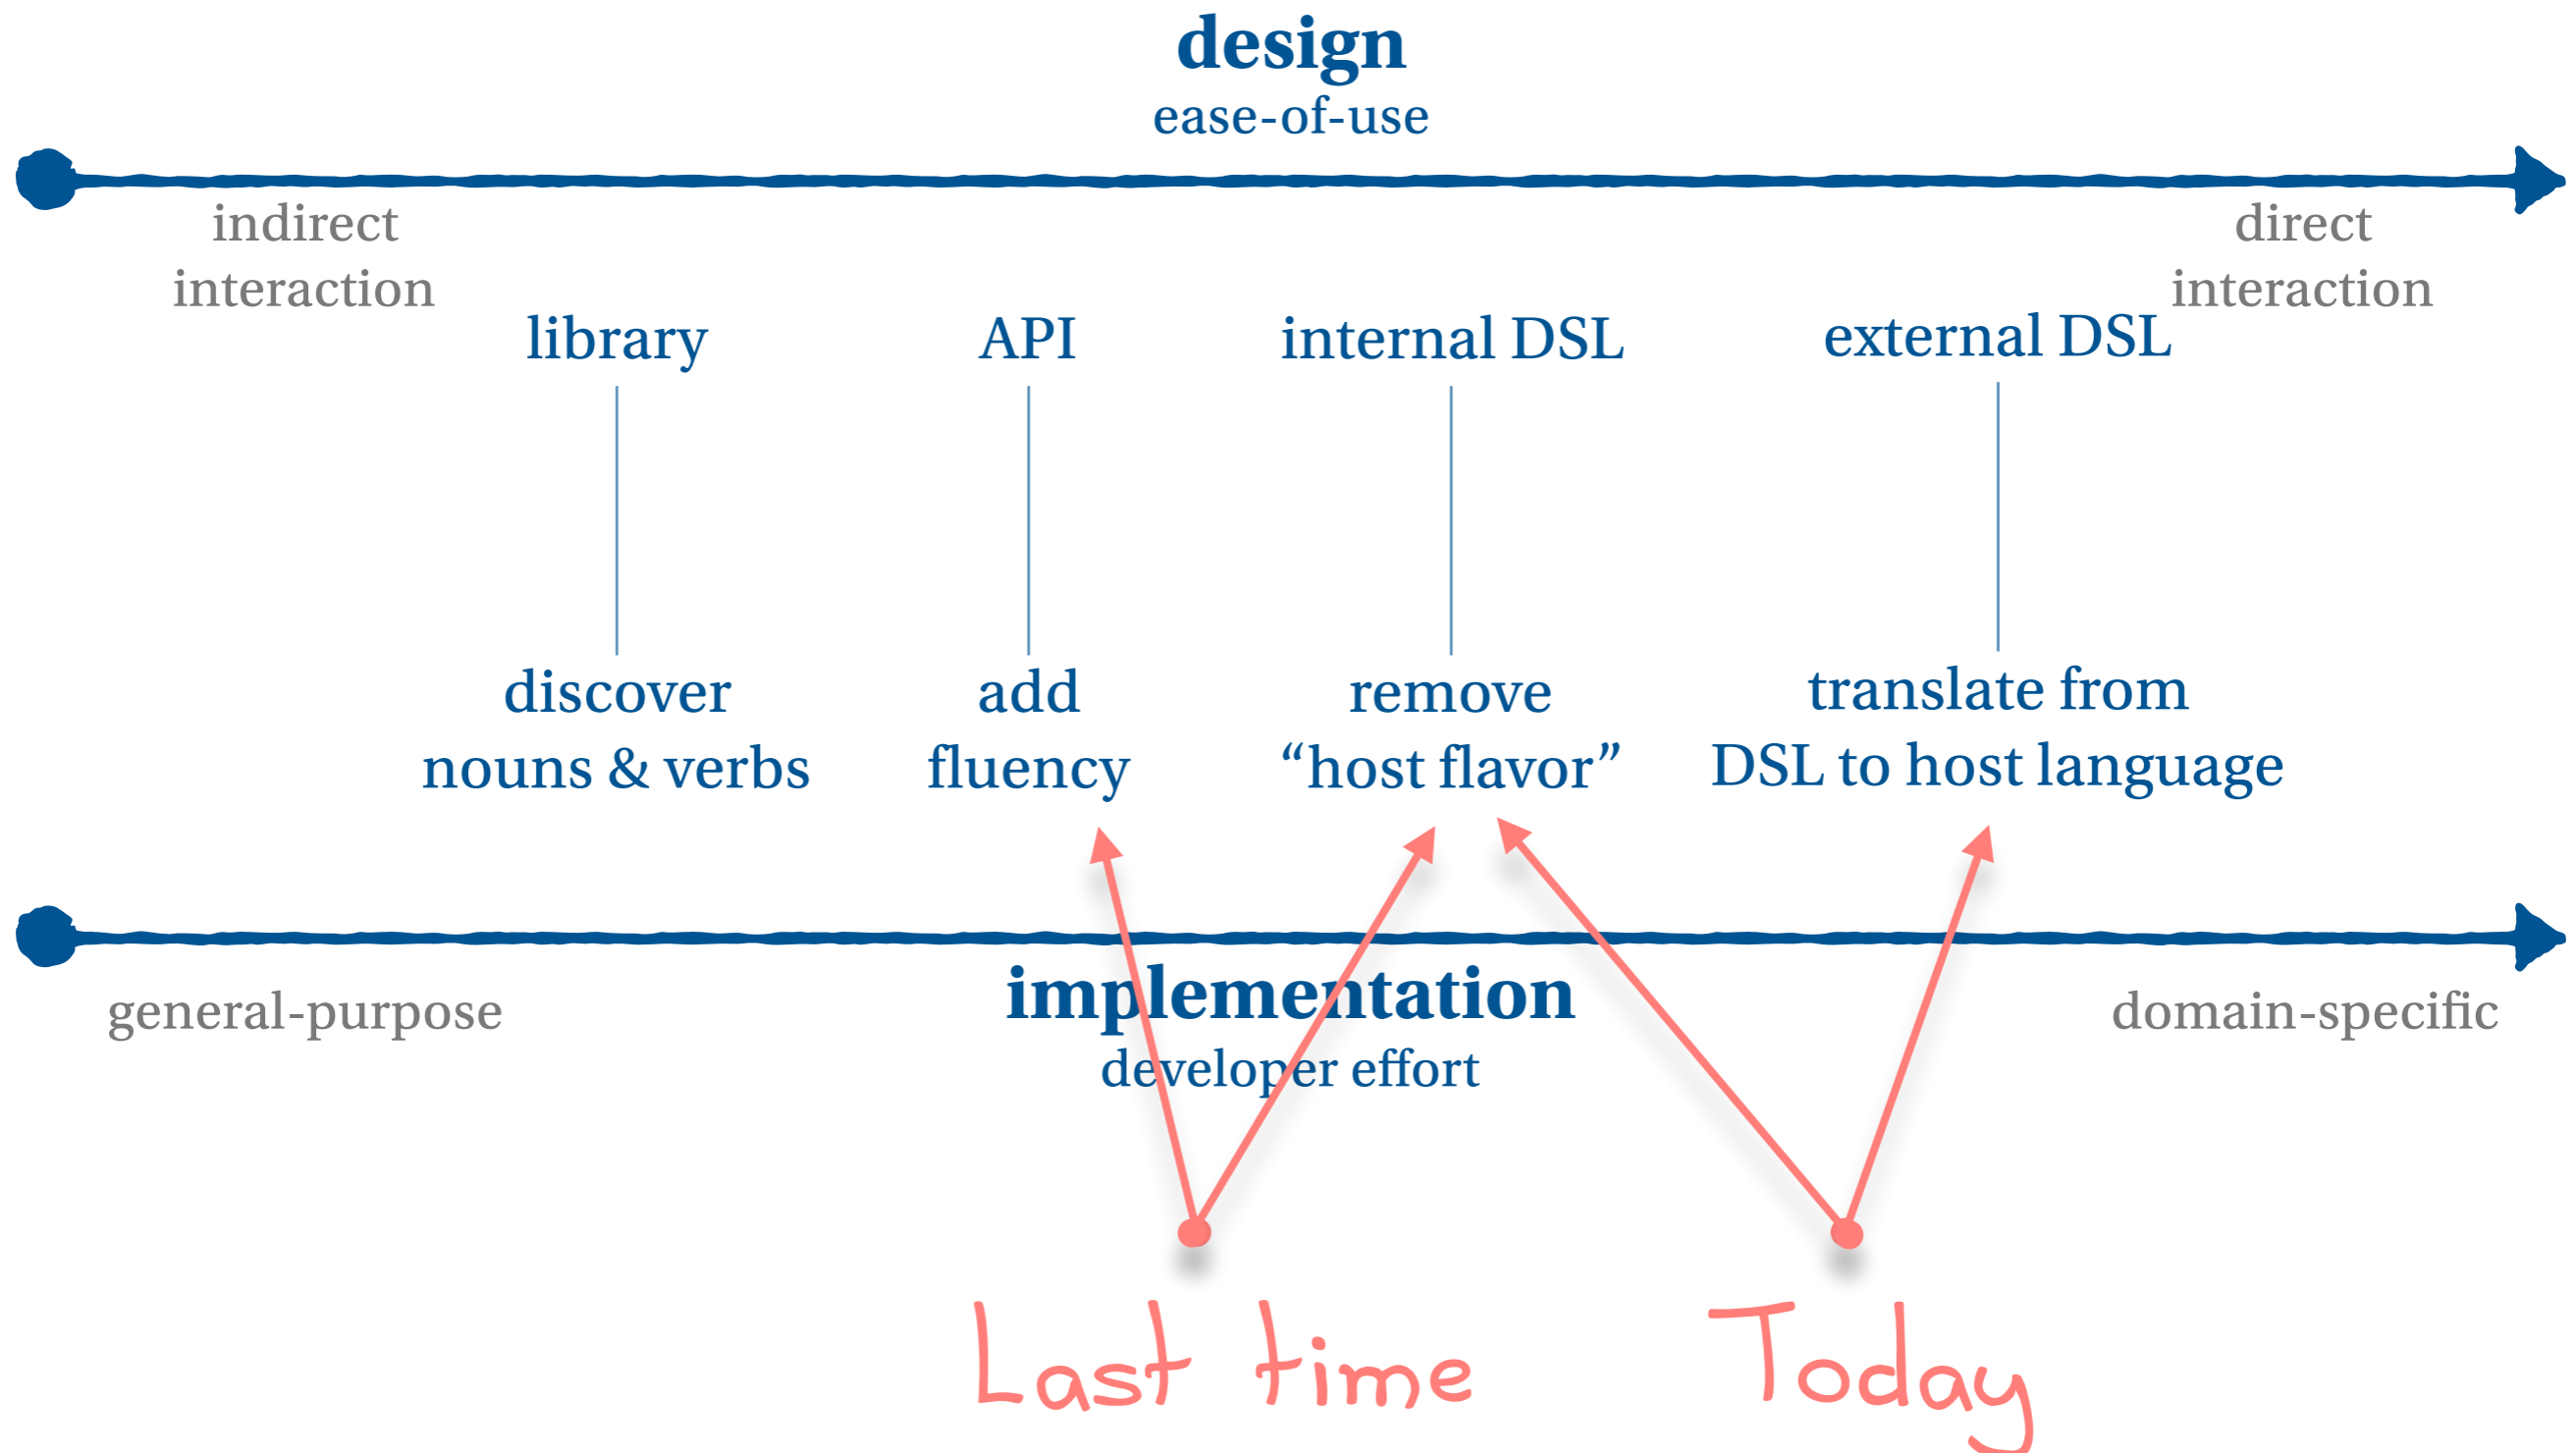 design
ease-of-use
indirect
interaction
direct
interaction
library
API
internal DSL
external DSL
discover
nouns & verbs
add
fluency
remove
“host flavor”
translate from
DSL to host language
general-purpose
implementation
developer effort
domain-specific
Last time
Today